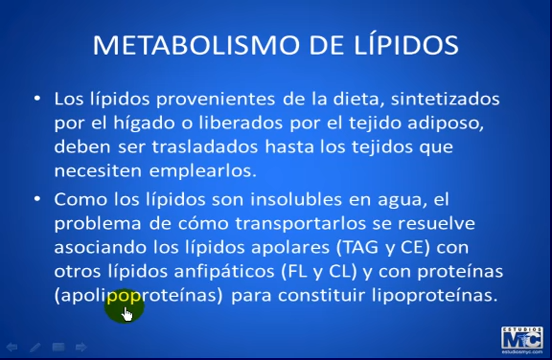 METABOLISMO DE LÍPIDOS
• Los lípidos provenientes de la dieta, sintetizados
por el hígado o liberados por el tejido adiposo,
deben ser trasladados hasta los tejidos que
necesiten emplearlos.
• Como los lípidos son insolubles en agua, el
problema de cómo transportarlos se resuelve
asociando los lípidos apolares (TAG y CE) con
otros lípidos anfipáticos (FL y CL) y con proteínas
(apolipoproteínas) para constituir lipoproteínas.
ESTUDIOS
MyC
estudiosmyc.com